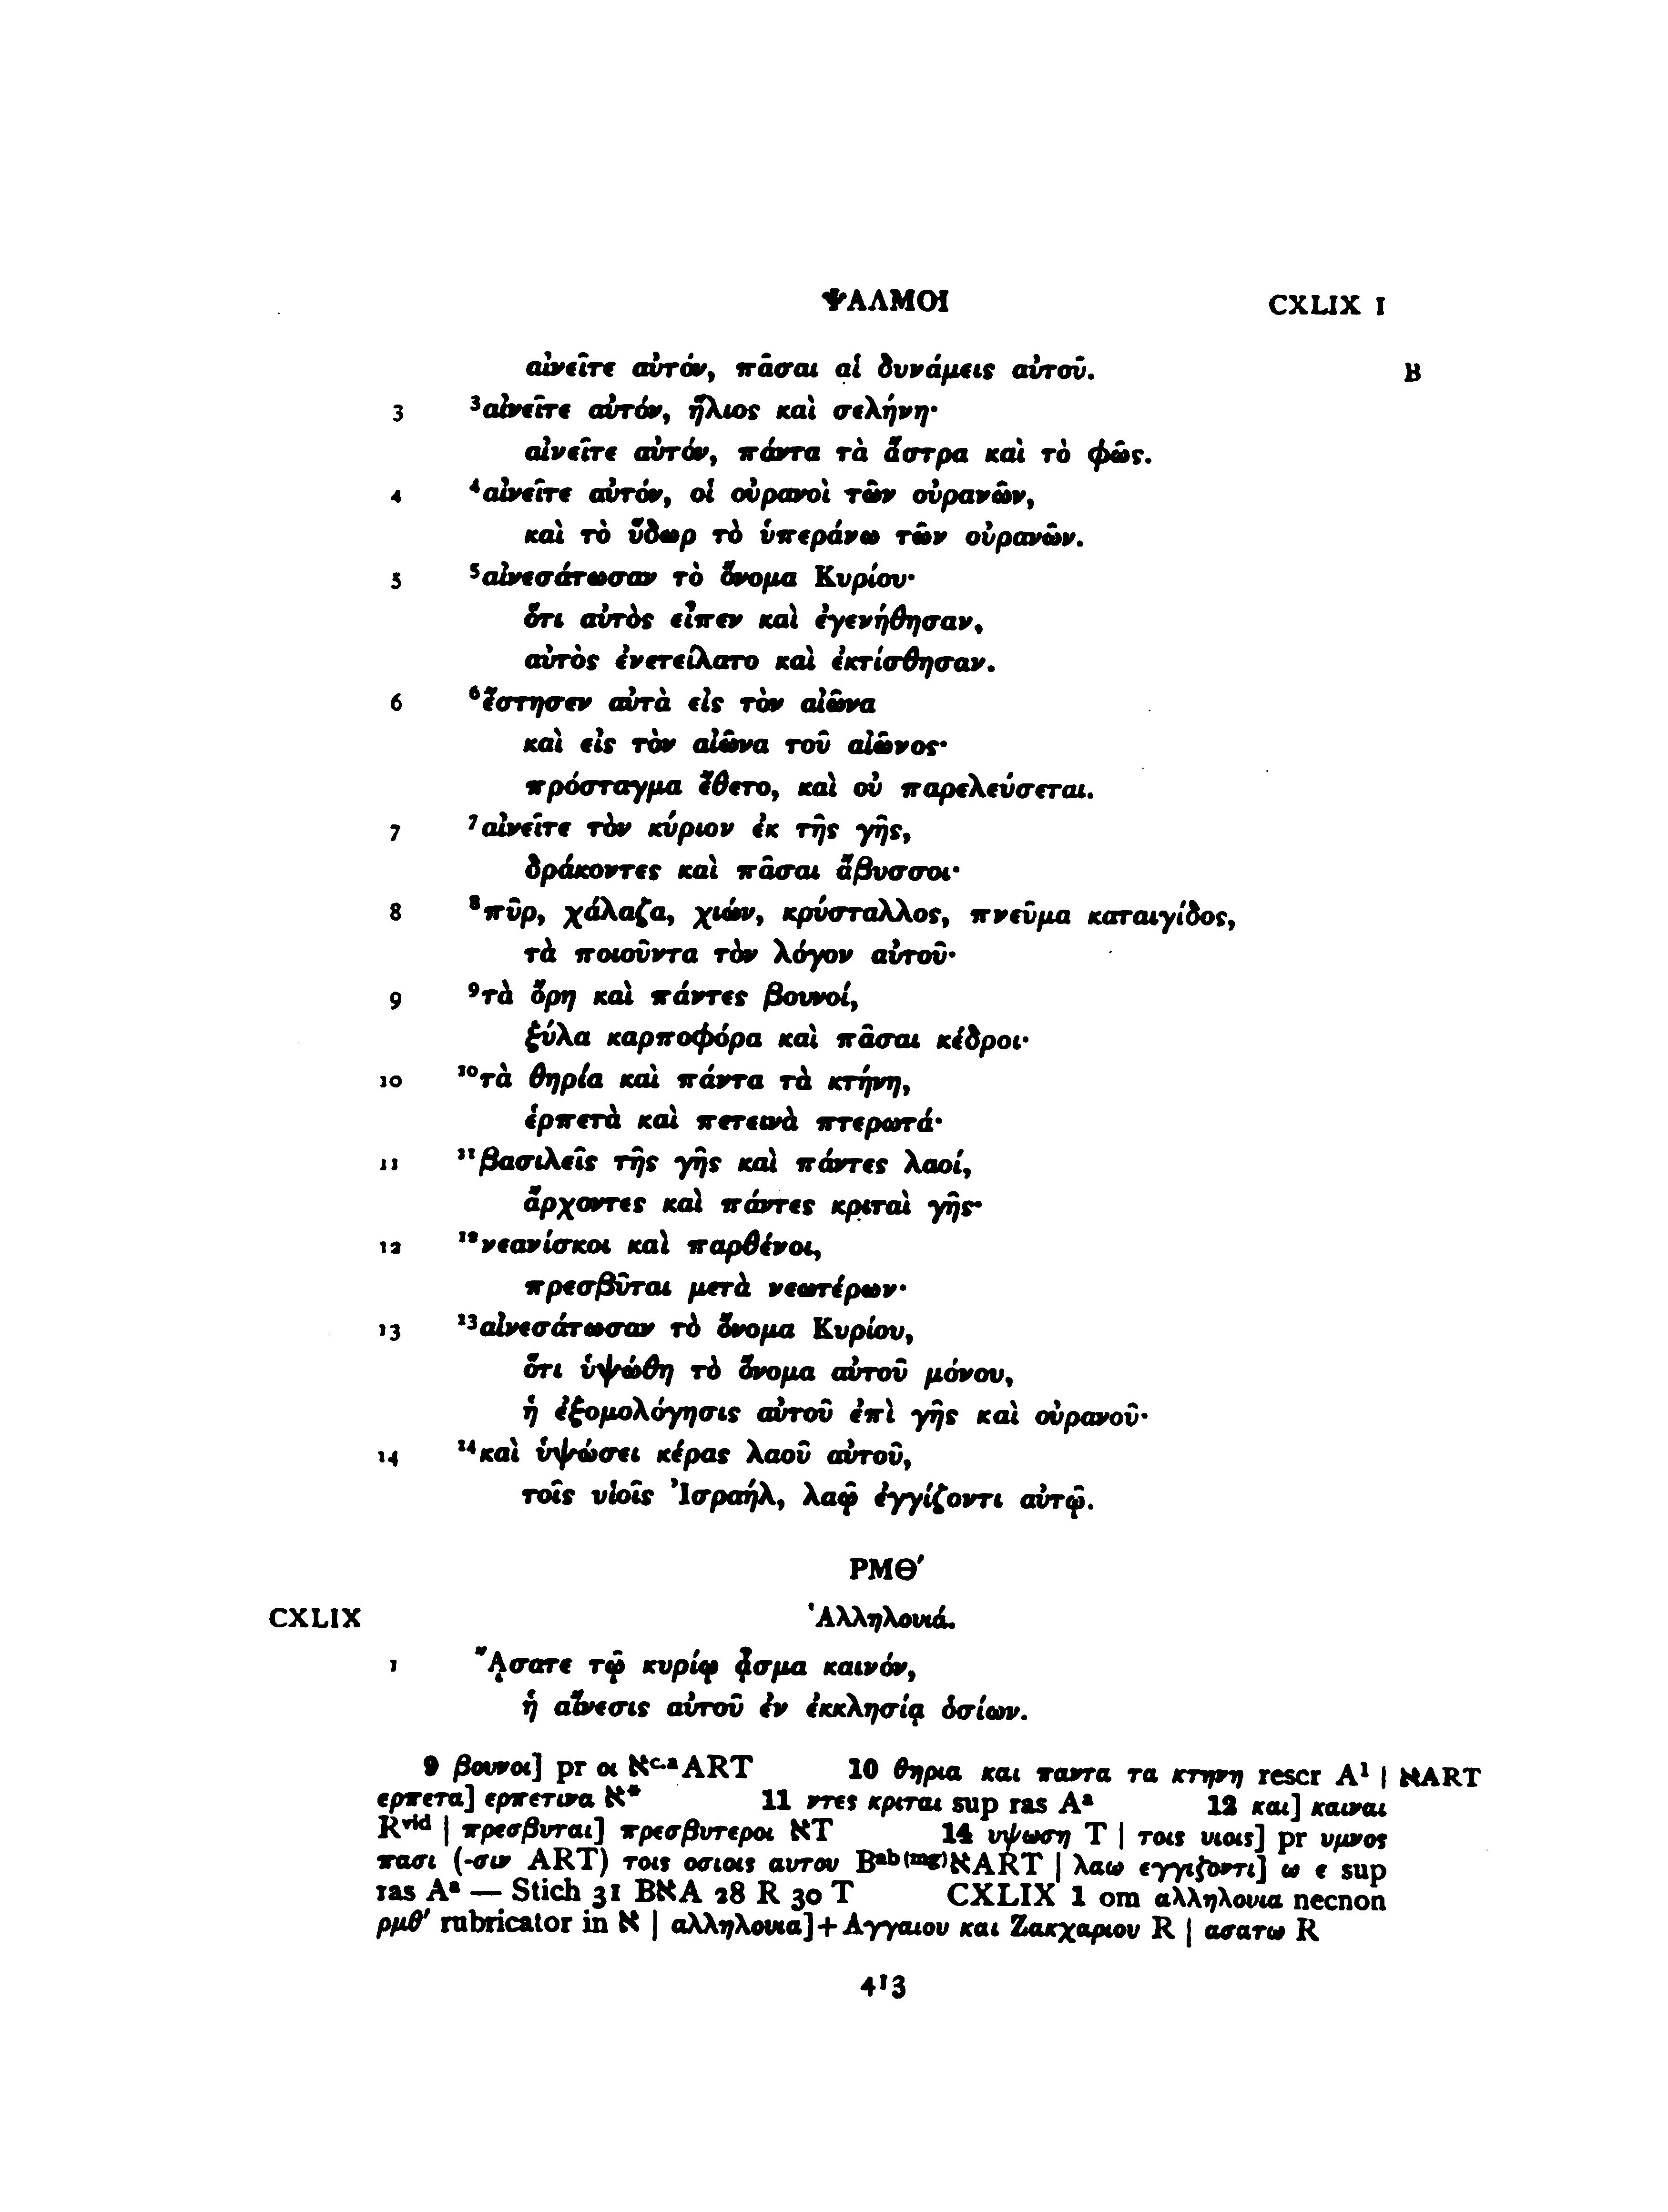 ΨΑΛΜΟΙ CXLIX 1
αἰνεῖτε αὐτόν, πᾶσαι αἱ δυνάμεις αὐτοῦ. B
3 ³αἰνεῖτε αὐτόν, ἥλιος καὶ σελήνη·
αἰνεῖτε αὐτόν, πάντα τὰ ἄστρα καὶ τὸ φῶς.
4 ⁴αἰνεῖτε αὐτόν, οἱ οὐρανοὶ τῶν οὐρανῶν,
καὶ τὸ ὕδωρ τὸ ὑπεράνω τῶν οὐρανῶν.
5 ⁵αἰνεσάτωσαν τὸ ὄνομα Κυρίου·
ὅτι αὐτὸς εἶπεν καὶ ἐγενήθησαν,
αὐτὸς ἐνετείλατο καὶ ἐκτίσθησαν.
6 ⁶ἔστησεν αὐτὰ εἰς τὸν αἰῶνα
καὶ εἰς τὸν αἰῶνα τοῦ αἰῶνος·
πρόσταγμα ἔθετο, καὶ οὐ παρελεύσεται.
7 ⁷αἰνεῖτε τὸν κύριον ἐκ τῆς γῆς,
δράκοντες καὶ πᾶσαι ἄβυσσοι·
8 ⁸πῦρ, χάλαζα, χιών, κρύσταλλος, πνεῦμα καταιγίδος,
τὰ ποιοῦντα τὸν λόγον αὐτοῦ·
9 ⁹τὰ ὄρη καὶ πάντες βουνοί,
ξύλα καρποφόρα καὶ πᾶσαι κέδροι·
10 ¹⁰τὰ θηρία καὶ πάντα τὰ κτήνη,
ἑρπετὰ καὶ πετεινὰ πτερωτά·
11 ¹¹βασιλεῖς τῆς γῆς καὶ πάντες λαοί,
ἄρχοντες καὶ πάντες κριταὶ γῆς·
12 ¹²νεανίσκοι καὶ παρθένοι,
πρεσβῦται μετὰ νεωτέρων·
13 ¹³αἰνεσάτωσαν τὸ ὄνομα Κυρίου,
ὅτι ὑψώθη τὸ ὄνομα αὐτοῦ μόνου,
ἡ ἐξομολόγησις αὐτοῦ ἐπὶ γῆς καὶ οὐρανοῦ·
14 ¹⁴καὶ ὑψώσει κέρας λαοῦ αὐτοῦ,
τοῖς υἱοῖς Ἰσραήλ, λαῷ ἐγγίζοντι αὐτῷ.
ΡΜΘ′
CXLIX Ἁλληλουιά.
1 ᾌσατε τῷ κυρίῳ ᾆσμα καινόν,
ἡ αἴνεσις αὐτοῦ ἐν ἐκκλησίᾳ ὁσίων.
9 βουνοι] pr οι אᶜ·ᵃART 10 θηρια και παντα τα κτηνη rescr A¹ | אART
ερπετα] ερπετινα א* 11 ντες κριται sup ras Aᵃ 12 και] καιναι
Rᵛⁱᵈ | πρεσβυται] πρεσβυτεροι אT 14 υψωση T | τοις υιοις] pr υμνος
πασι (-σιν ART) τοις οσιοις αυτου Bᵃᵇ⁽ᵐᵍ⁾אART | λαω εγγιζοντι] ω ε sup
ras Aᵃ — Stich 31 BאA 28 R 30 T CXLIX 1 om αλληλουια necnon
ρμθ′ rubricator in א | αλληλουια]+Αγγαιου και Ζακχαριου R | ασατω R
413